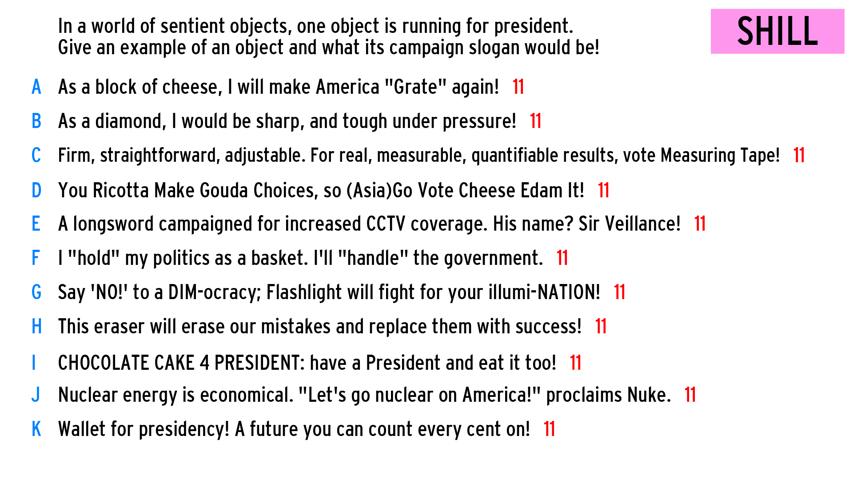 In a world of sentient objects, one object is running for president.
Give an example of an object and what its campaign slogan would be!
SHILL
A As a block of cheese, I will make America "Grate" again! 11
B As a diamond, I would be sharp, and tough under pressure! 11
C Firm, straightforward, adjustable. For real, measurable, quantifiable results, vote Measuring Tape! 11
D You Ricotta Make Gouda Choices, so (Asia)Go Vote Cheese Edam It! 11
E A longsword campaigned for increased CCTV coverage. His name? Sir Veillance! 11
F I "hold" my politics as a basket. I'll "handle" the government. 11
G Say 'NO!' to a DIM-ocracy; Flashlight will fight for your illumi-NATION! 11
H This eraser will erase our mistakes and replace them with success! 11
I CHOCOLATE CAKE 4 PRESIDENT: have a President and eat it too! 11
J Nuclear energy is economical. "Let's go nuclear on America!" proclaims Nuke. 11
K Wallet for presidency! A future you can count every cent on! 11